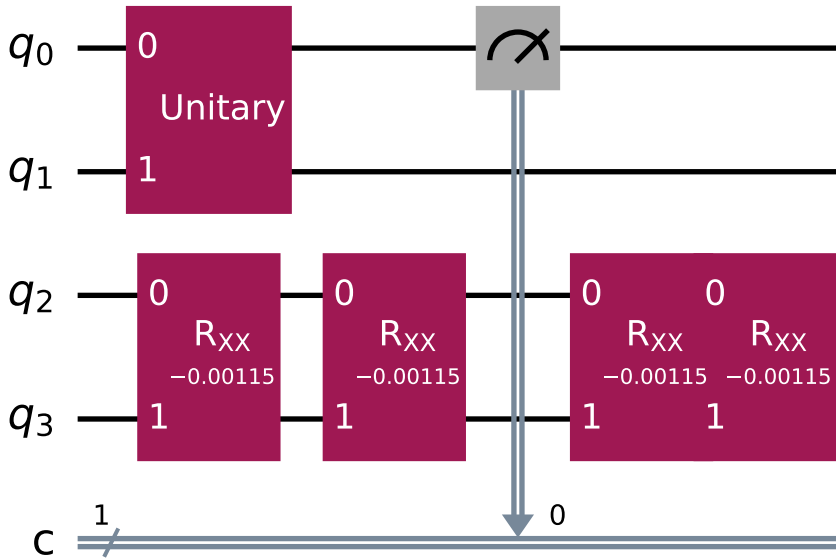 q0 0
Unitary
q1 1
q2 0 0 0 0
RXX RXX RXX RXX
−0.00115 −0.00115 −0.00115 −0.00115
q3 1 1 1 1
1 0
c